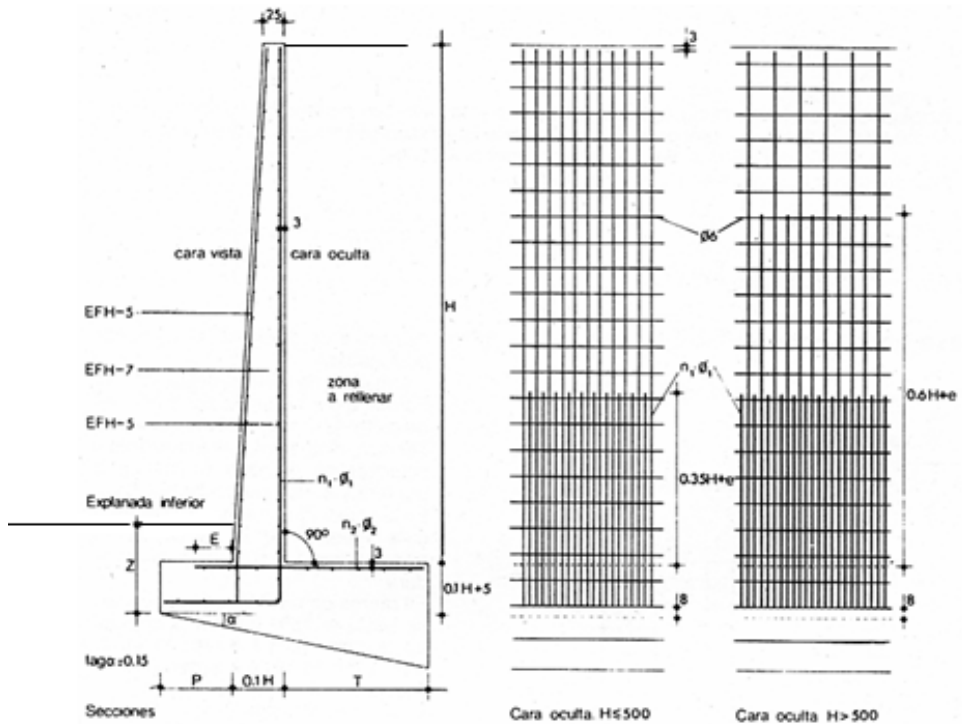 25
3
3
cara vista
cara oculta
H
Ø6
EFH-5
EFH-7
zona
a rellenar
n₁·Ø₁
0.6H+e
EFH-5
0.35H+e
n₁·Ø₁
Explanada inferior
n₂·Ø₂
90º
E
3
Z
0.1H+5
8
8
α
tagα=0.15
P
0.1H
T
Secciones
Cara oculta. H≤500
Cara oculta H>500